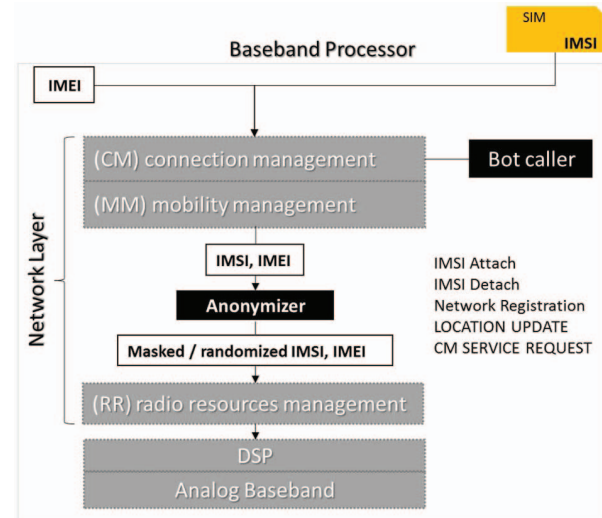 SIM
IMSI
Baseband Processor
IMEI
(CM) connection management
Bot caller
(MM) mobility management
Network Layer
IMSI, IMEI
Anonymizer
Masked / randomized IMSI, IMEI
IMSI Attach
IMSI Detach
Network Registration
LOCATION UPDATE
CM SERVICE REQUEST
(RR) radio resources management
DSP
Analog Baseband